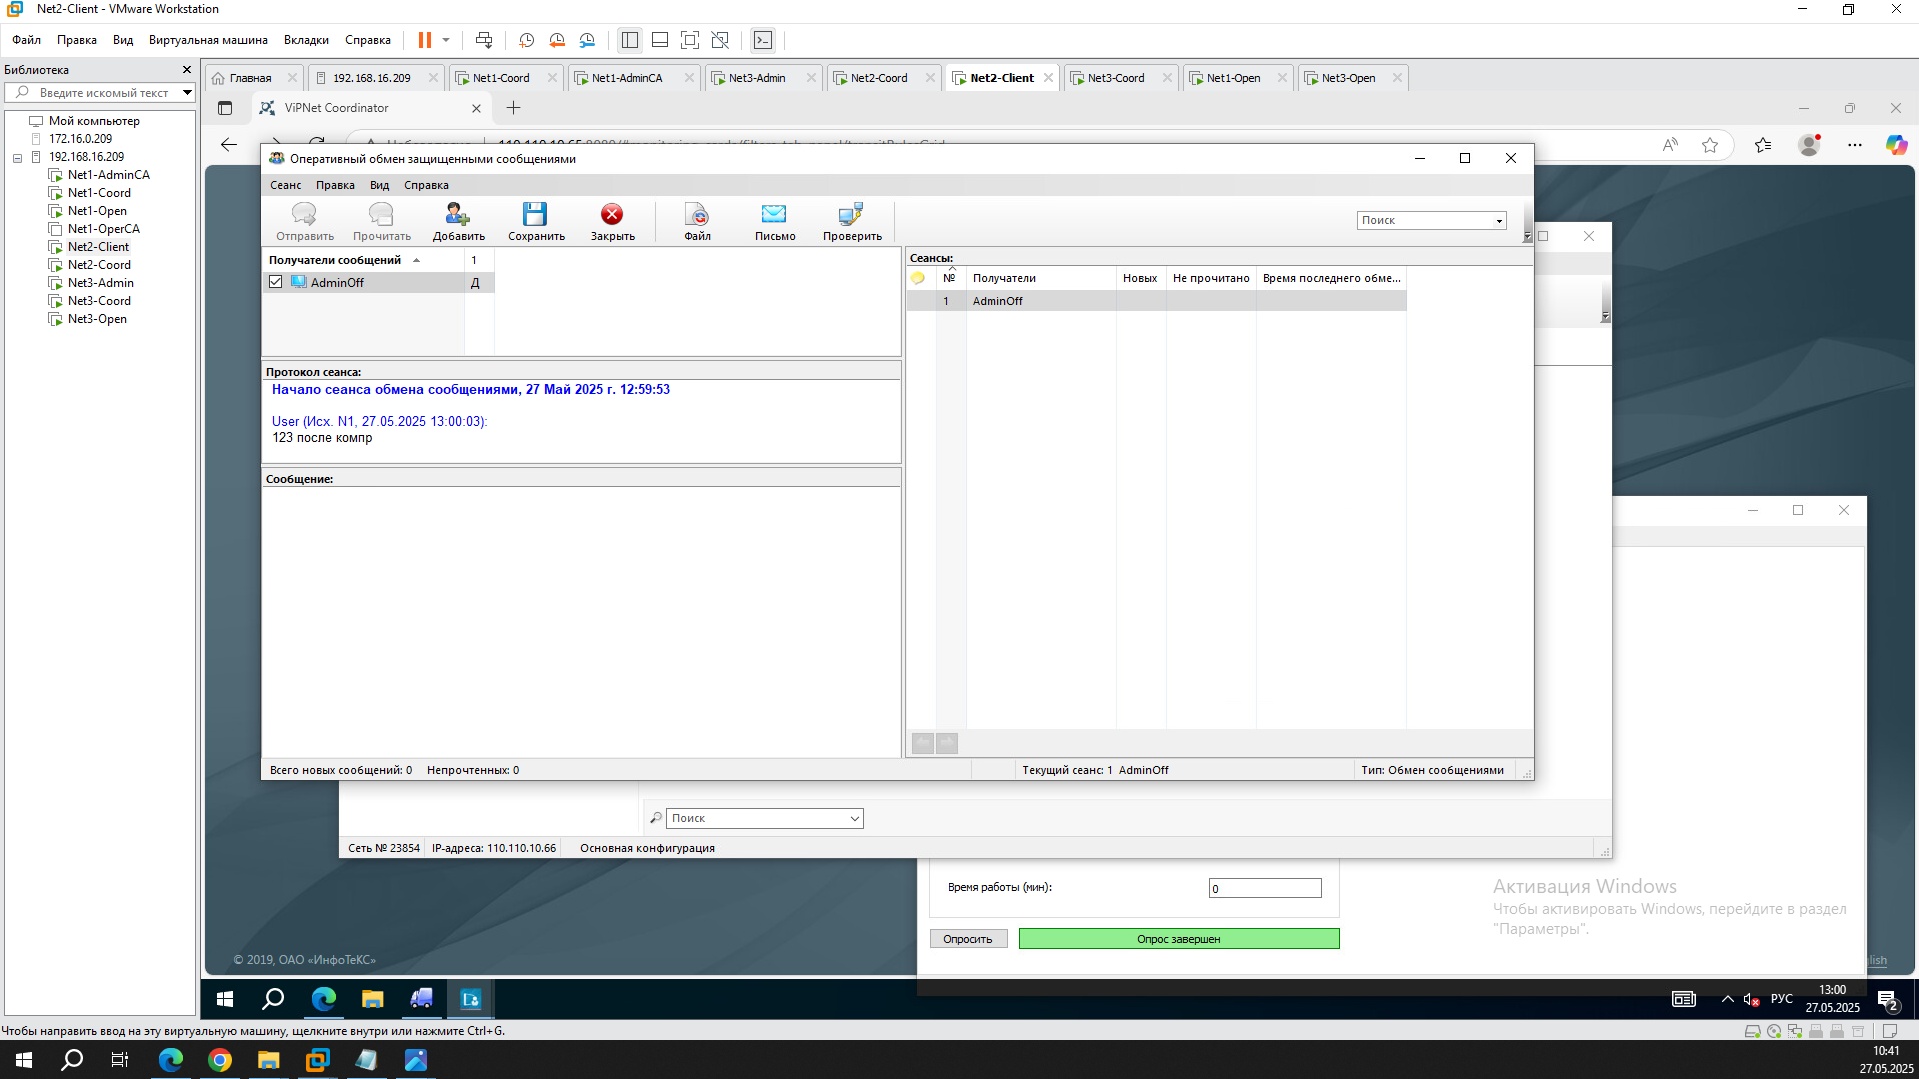 Net2-Client - VMware Workstation
Файл Правка Вид Виртуальная машина Вкладки Справка
Библиотека
Введите искомый текст
Мой компьютер
172.16.0.209
192.168.16.209
Net1-AdminCA
Net1-Coord
Net1-Open
Net1-OperCA
Net2-Client
Net2-Coord
Net3-Admin
Net3-Coord
Net3-Open
Главная 192.168.16.209 Net1-Coord Net1-AdminCA Net3-Admin Net2-Coord Net2-Client Net3-Coord Net1-Open Net3-Open
ViPNet Coordinator
Оперативный обмен защищенными сообщениями
Сеанс Правка Вид Справка
Отправить Прочитать Добавить Сохранить Закрыть Файл Письмо Проверить
Поиск
Получатели сообщений 1
AdminOff Д
Протокол сеанса:
Начало сеанса обмена сообщениями, 27 Май 2025 г. 12:59:53
User (Исх. N1, 27.05.2025 13:00:03):
123 после компр
Сообщение:
Сеансы:
№ Получатели Новых Не прочитано Время последнего обме...
1 AdminOff
Всего новых сообщений: 0 Непрочтенных: 0
Текущий сеанс: 1 AdminOff
Тип: Обмен сообщениями
Поиск
Сеть № 23854 IP-адреса: 110.110.10.66 Основная конфигурация
Время работы (мин): 0
Опросить Опрос завершен
Активация Windows
Чтобы активировать Windows, перейдите в раздел
"Параметры".
© 2019, ОАО «ИнфоТеКС»
lish
РУС
13:00
27.05.2025
2
Чтобы направить ввод на эту виртуальную машину, щелкните внутри или нажмите Ctrl+G.
10:41
27.05.2025